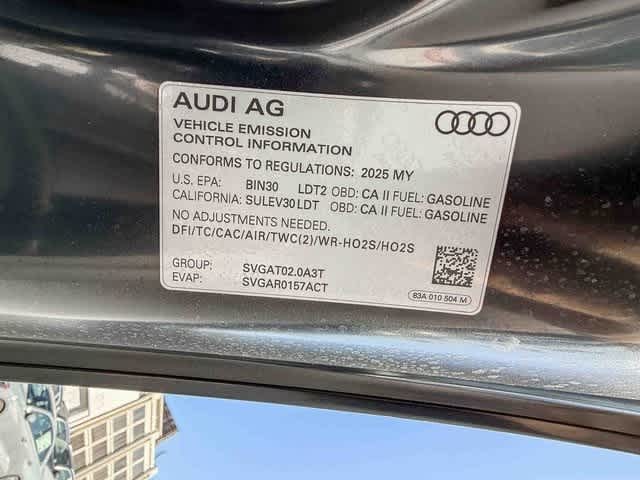 AUDI AG
VEHICLE EMISSION
CONTROL INFORMATION
CONFORMS TO REGULATIONS: 2025 MY
U.S. EPA: BIN30 LDT2 OBD: CA II FUEL: GASOLINE
CALIFORNIA: SULEV30 LDT OBD: CA II FUEL: GASOLINE
NO ADJUSTMENTS NEEDED.
DFI/TC/CAC/AIR/TWC(2)/WR-HO2S/HO2S
GROUP: SVGAT02.0A3T
EVAP: SVGAR0157ACT
83A 010 504 M